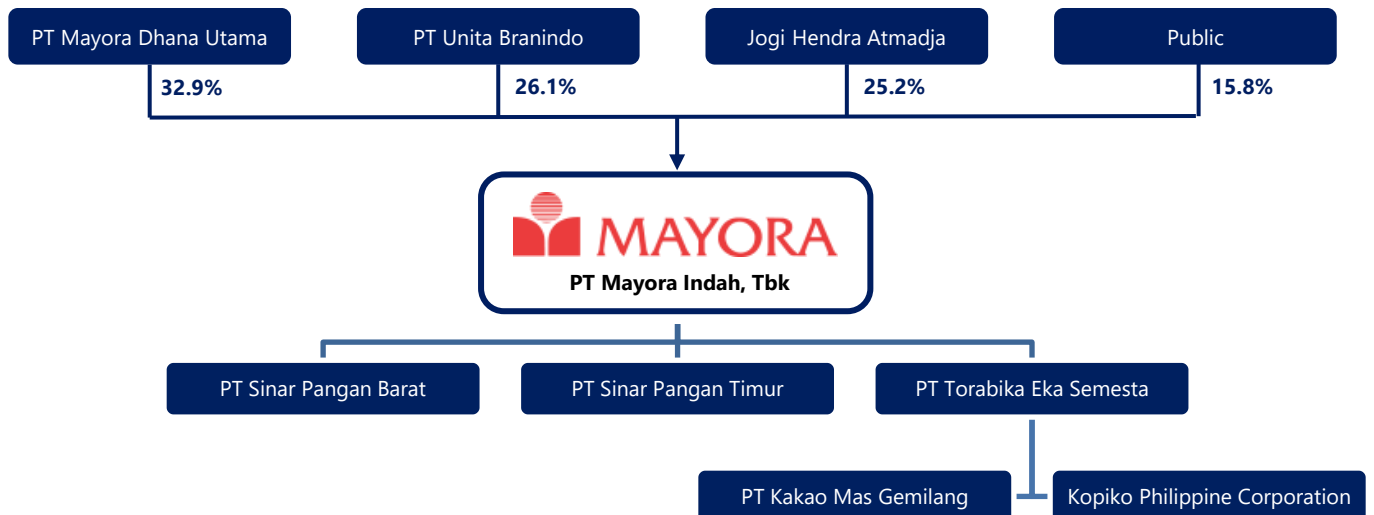 PT Mayora Dhana Utama
PT Unita Branindo
Jogi Hendra Atmadja
Public
32.9%
26.1%
25.2%
15.8%
MAYORA
PT Mayora Indah, Tbk
PT Sinar Pangan Barat
PT Sinar Pangan Timur
PT Torabika Eka Semesta
PT Kakao Mas Gemilang
Kopiko Philippine Corporation